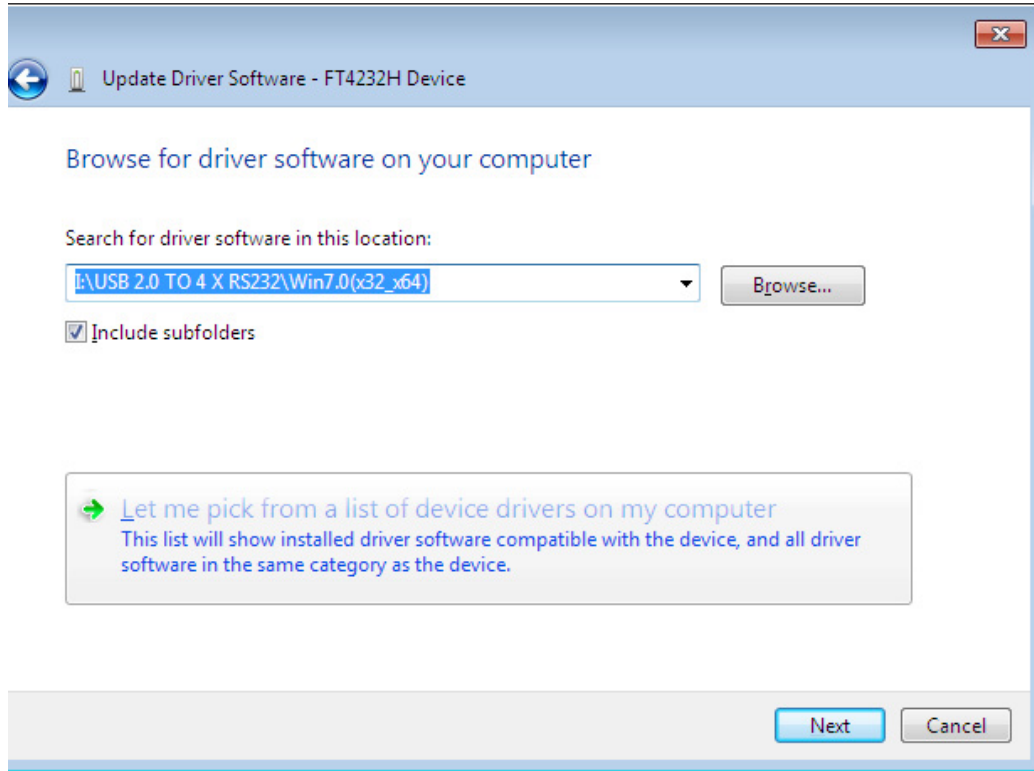 Update Driver Software - FT4232H Device
Browse for driver software on your computer
Search for driver software in this location:
I:\USB 2.0 TO 4 X RS232\Win7.0(x32_x64)
Browse...
Include subfolders
Let me pick from a list of device drivers on my computer
This list will show installed driver software compatible with the device, and all driver
software in the same category as the device.
Next
Cancel